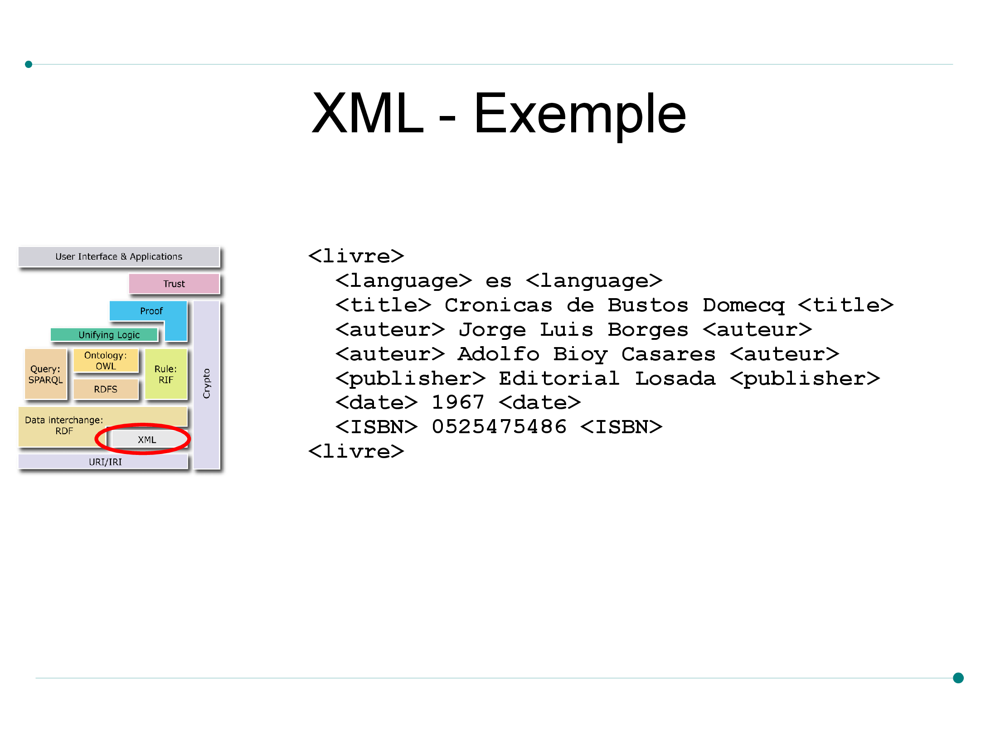 XML - Exemple
User Interface & Applications
Trust
Proof
Unifying Logic
Query:
SPARQL
Ontology:
OWL
RDFS
Rule:
RIF
Crypto
Data interchange:
RDF
XML
URI/IRI
<livre>
<language> es <language>
<title> Cronicas de Bustos Domecq <title>
<auteur> Jorge Luis Borges <auteur>
<auteur> Adolfo Bioy Casares <auteur>
<publisher> Editorial Losada <publisher>
<date> 1967 <date>
<ISBN> 0525475486 <ISBN>
<livre>